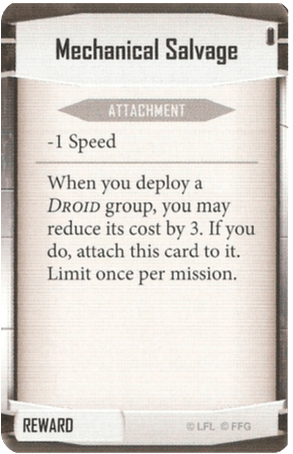 Mechanical Salvage
ATTACHMENT
-1 Speed
When you deploy a
DROID group, you may
reduce its cost by 3. If you
do, attach this card to it.
Limit once per mission.
REWARD
© LFL © FFG